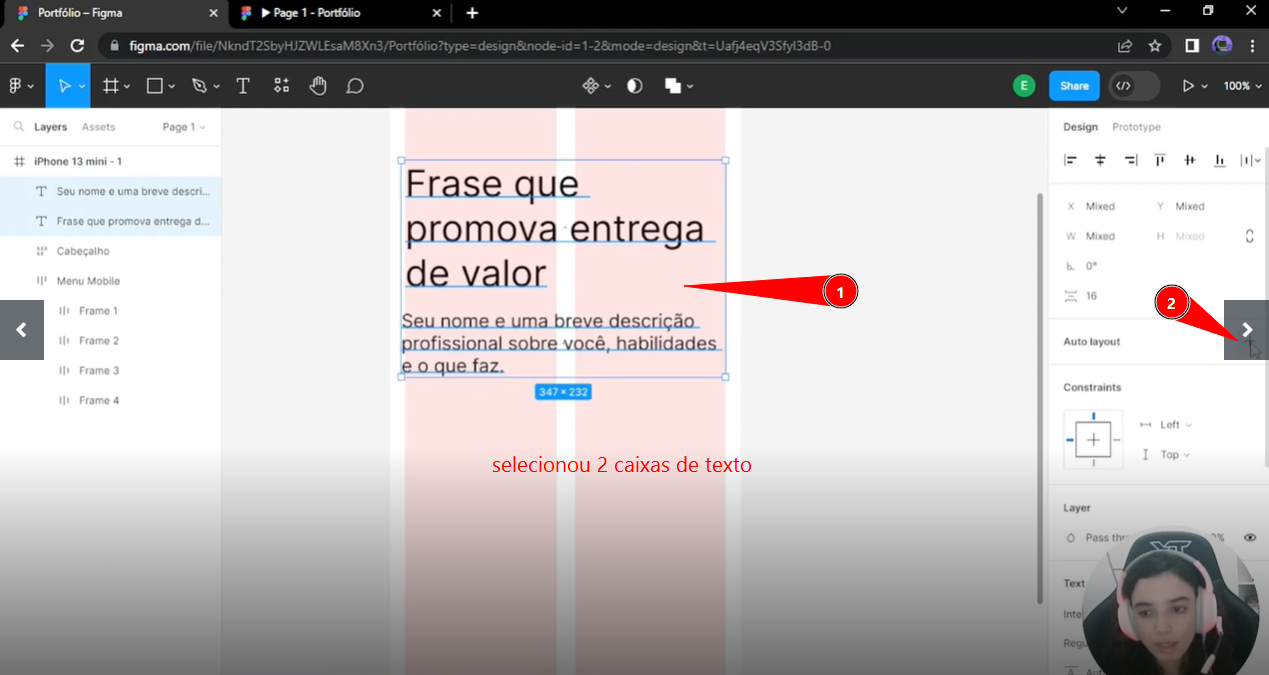 Portfólio – Figma
Page 1 - Portfólio
figma.com/file/NkndT2SbyHJZWLEsaM8Xn3/Portfólio?type=design&node-id=1-2&mode=design&t=Uafj4eqV3SfyI3dB-0
E
Share
100%
Layers
Assets
Page 1
Design
Prototype
iPhone 13 mini - 1
Seu nome e uma breve descri...
Frase que promova entrega d...
Cabeçalho
Menu Mobile
Frame 1
Frame 2
Frame 3
Frame 4
Frase que
promova entrega
de valor
Seu nome e uma breve descrição
profissional sobre você, habilidades
e o que faz.
347 × 232
selecionou 2 caixas de texto
1
2
X Mixed Y Mixed
W Mixed H Mixed
0°
16
Auto layout
Constraints
Left
Top
Layer
Pass thr
%
Text
Inte
Regu
Aut